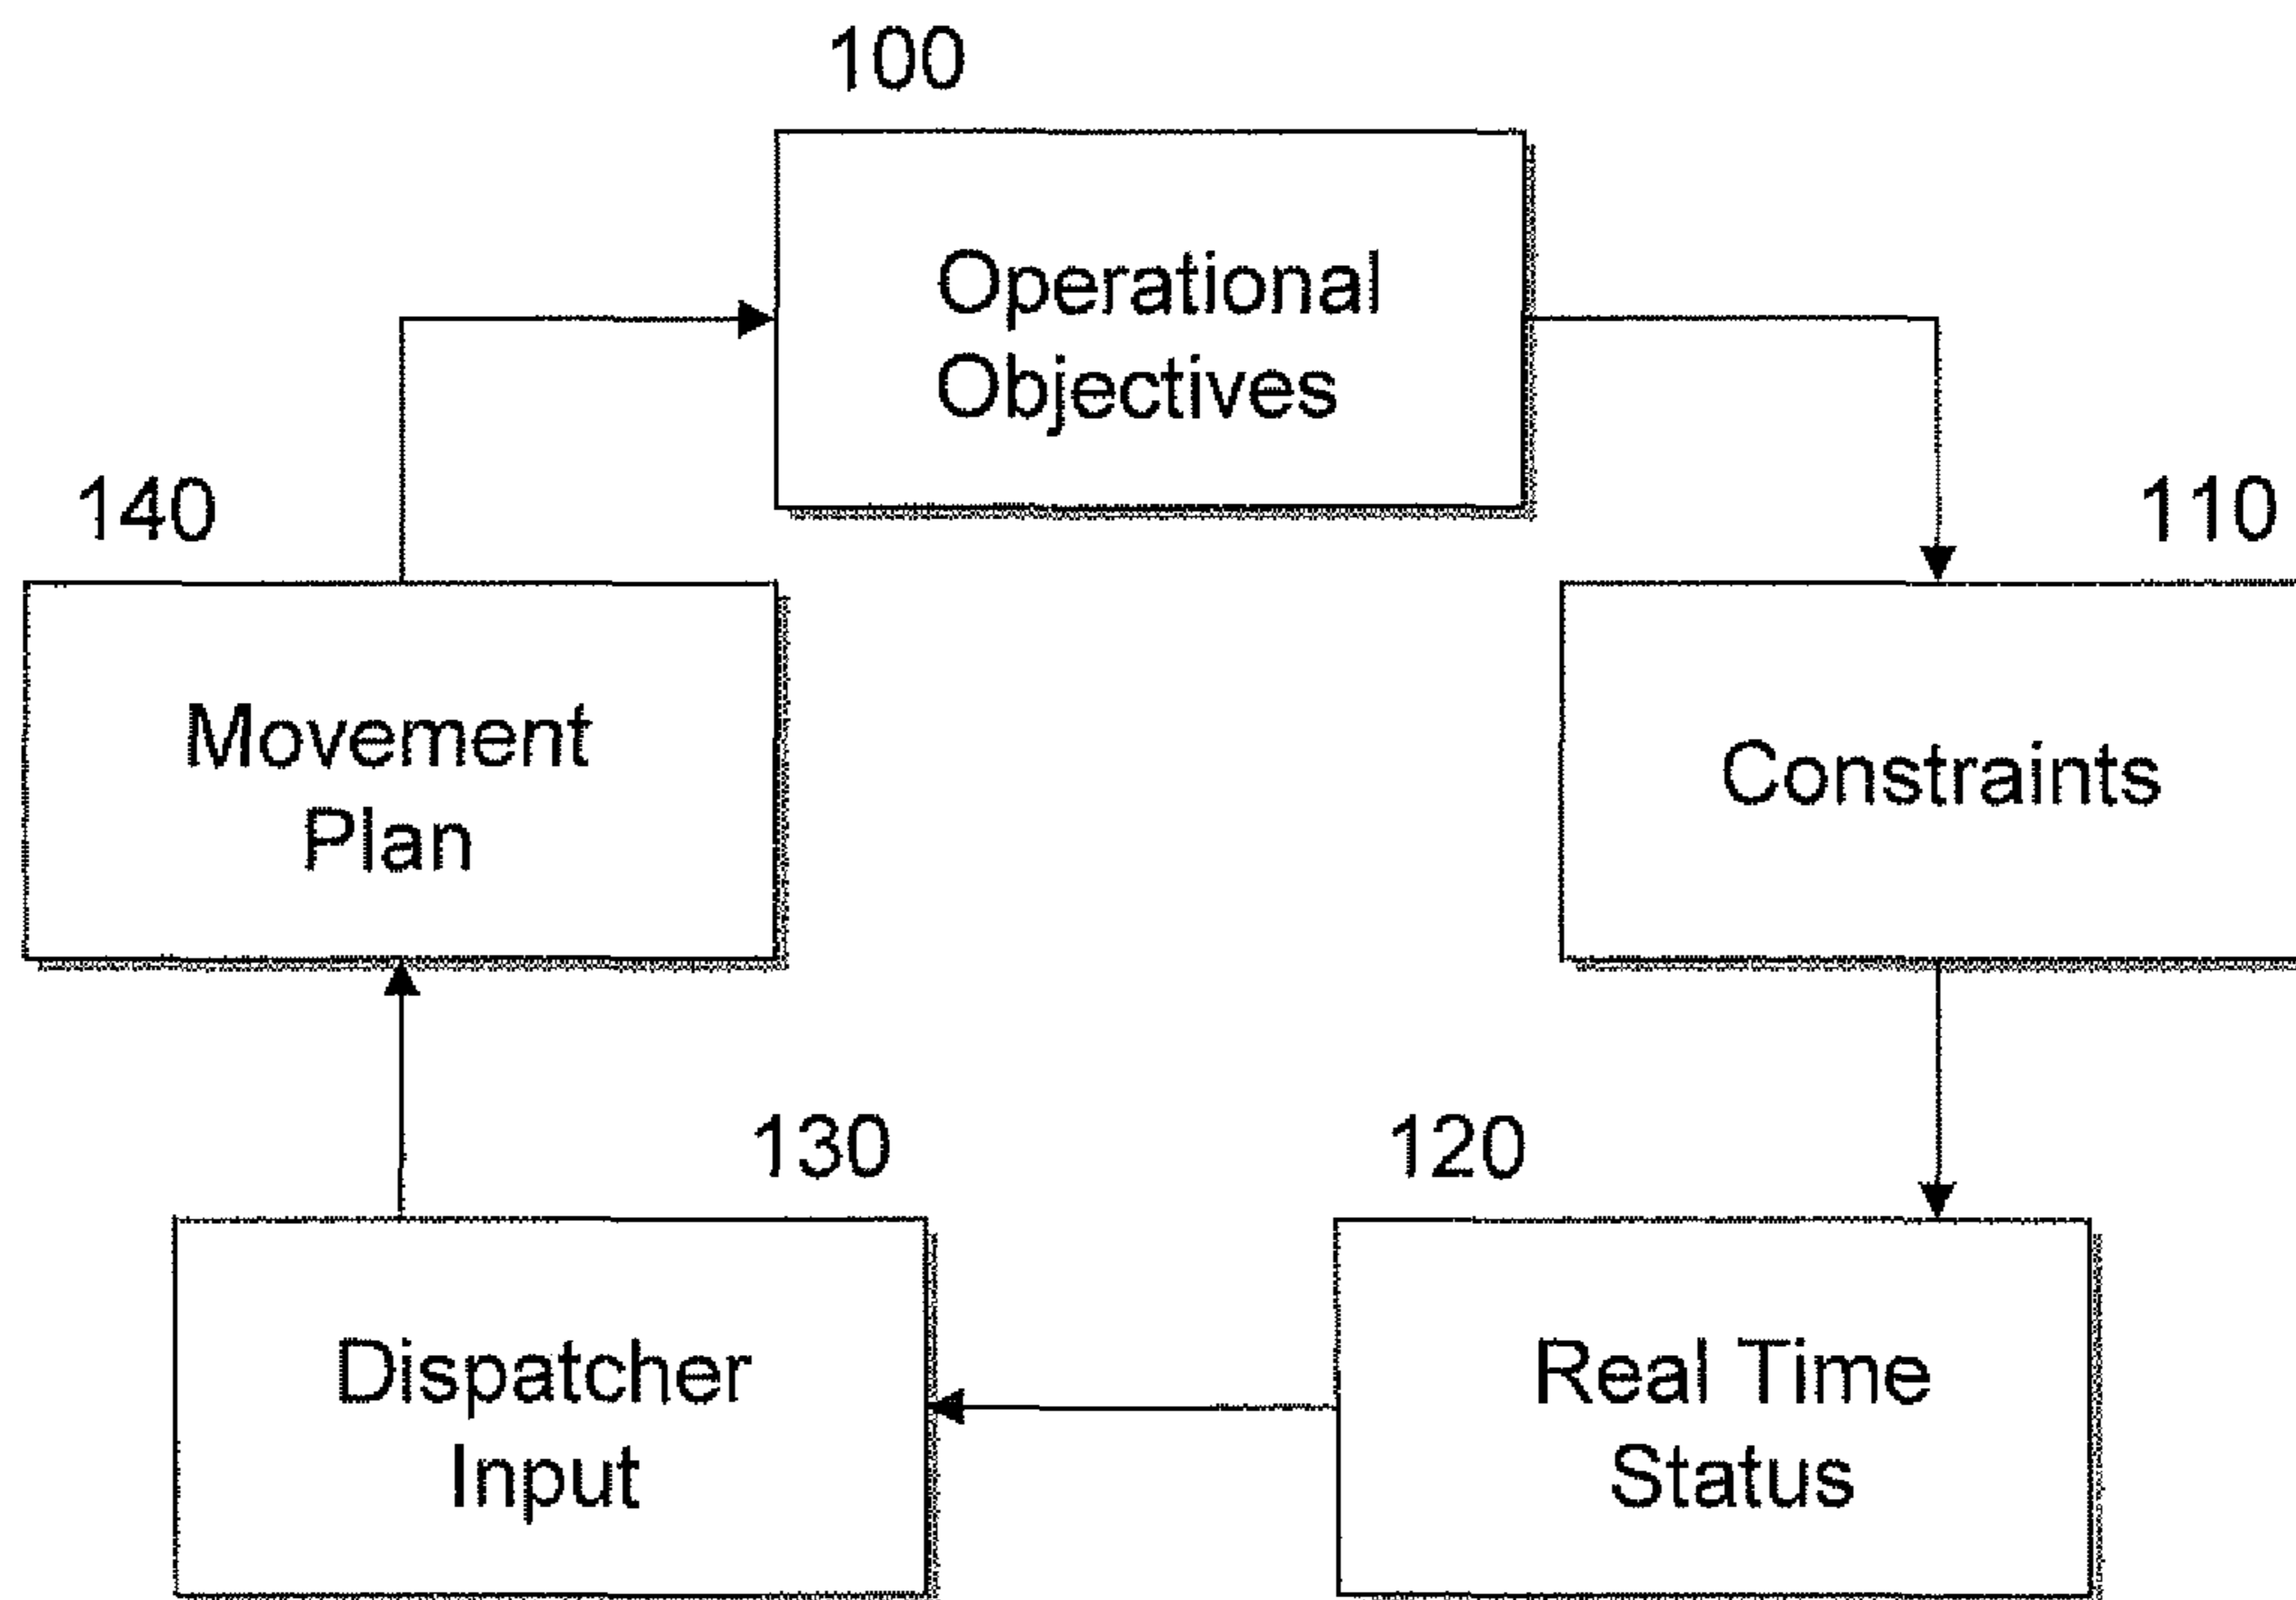 100
Operational
Objectives
140
110
Movement
Plan
Constraints
130
120
Dispatcher
Input
Real Time
Status